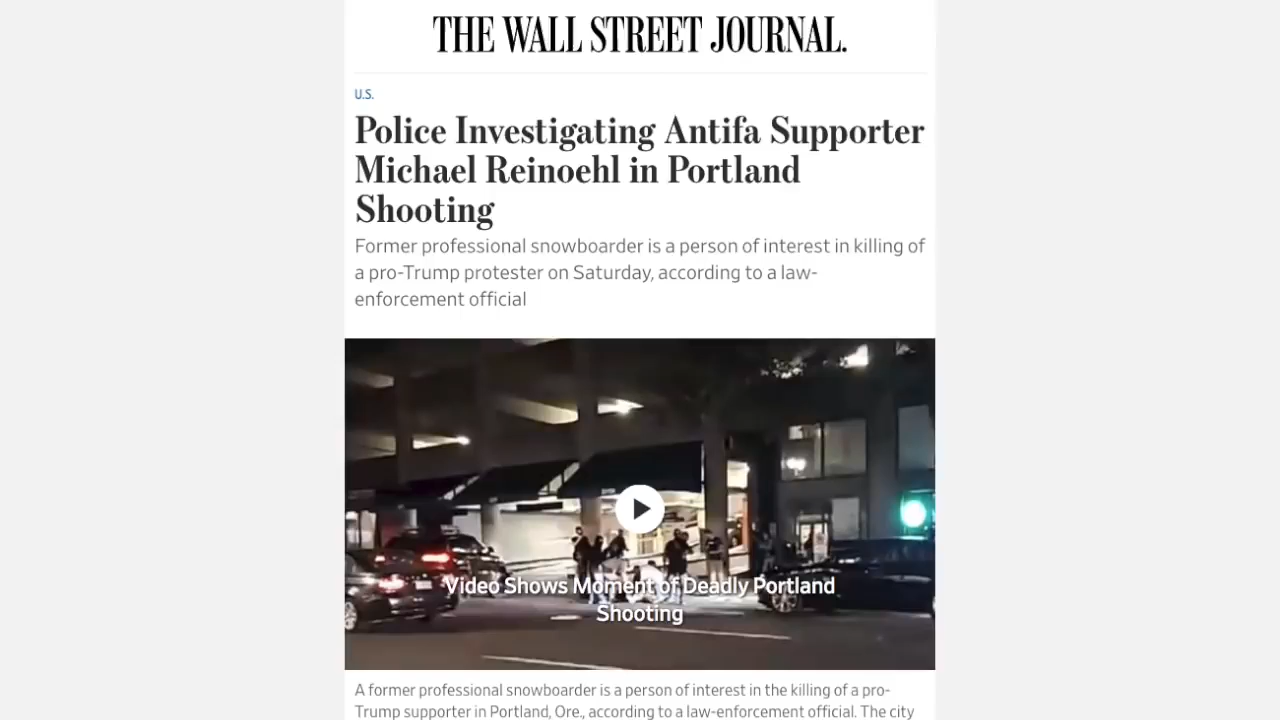 THE WALL STREET JOURNAL.
U.S.
Police Investigating Antifa Supporter
Michael Reinoehl in Portland
Shooting
Former professional snowboarder is a person of interest in killing of
a pro-Trump protester on Saturday, according to a law-
enforcement official
Video Shows Moment of Deadly Portland
Shooting
A former professional snowboarder is a person of interest in the killing of a pro-
Trump supporter in Portland, Ore., according to a law-enforcement official. The city